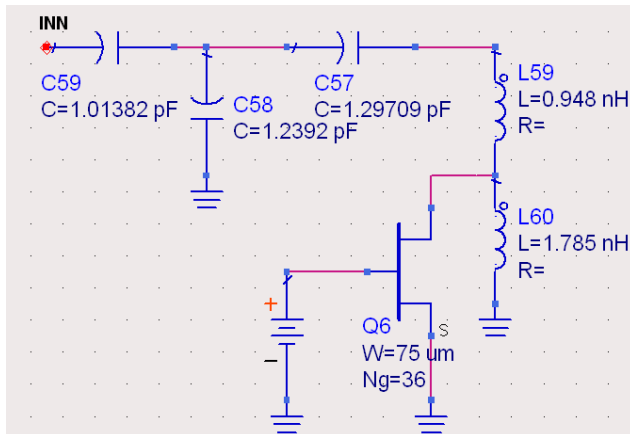 INN
C59
C=1.01382 pF
C58
C=1.2392 pF
C57
C=1.29709 pF
L59
L=0.948 nH
R=
L60
L=1.785 nH
R=
+
−
Q6
W=75 um
Ng=36
S